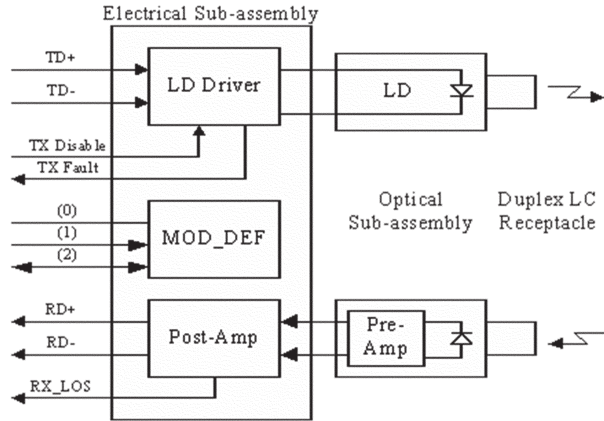 Electrical Sub-assembly
TD+
TD-
TX Disable
TX Fault
LD Driver
LD
(0)
(1)
(2)
MOD_DEF
Optical
Sub-assembly
Duplex LC
Receptacle
RD+
RD-
RX_LOS
Post-Amp
Pre-
Amp